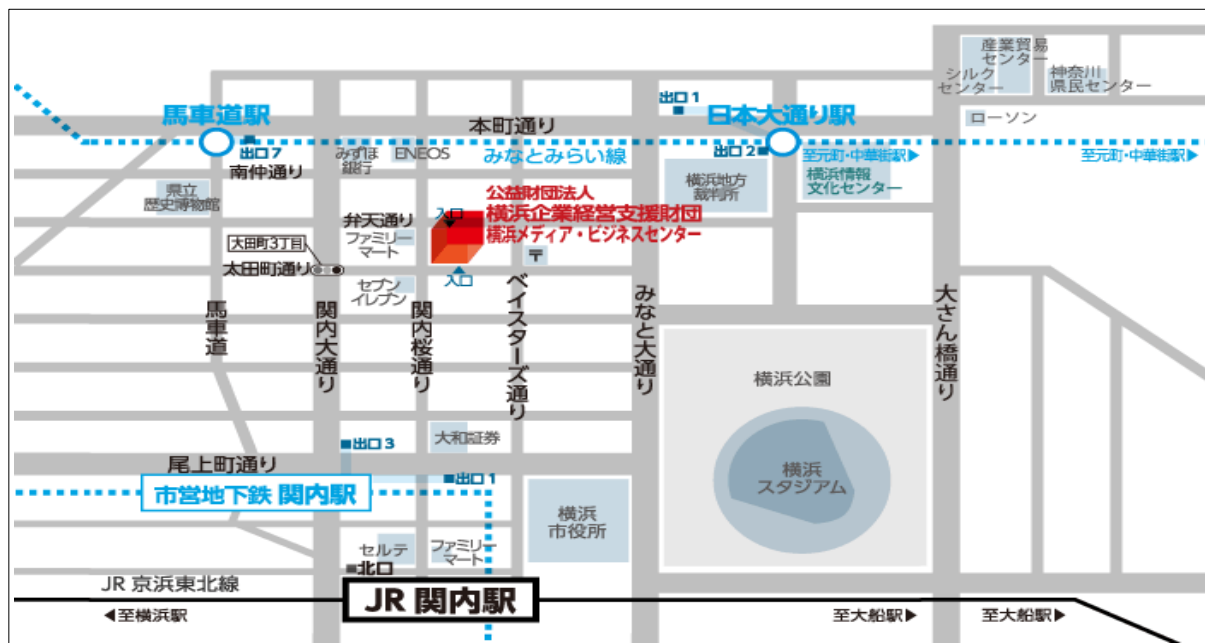 産業貿易
センター
シルク
センター
神奈川
県民センター
馬車道駅
出口1
日本大通り駅
ローソン
本町通り
出口7
南仲通り
みずほ
銀行
ENEOS
みなとみらい線
出口2
至元町・中華街駅▶
至元町・中華街駅▶
県立
歴史博物館
横浜地方
裁判所
横浜情報
文化センター
公益財団法人
横浜企業経営支援財団
横浜メディア・ビジネスセンター
入口
弁天通り
ファミリー
マート
大田町3丁目
太田町通り
〒
入口
セブン
イレブン
馬車道
関内大通り
関内桜通り
ベイスターズ通り
みなと大通り
大さん橋通り
横浜公園
横浜
スタジアム
出口3
大和証券
尾上町通り
出口1
市営地下鉄 関内駅
横浜
市役所
セルテ
ファミリー
マート
北口
JR 京浜東北線
JR 関内駅
◀至横浜駅
至大船駅▶
至大船駅▶